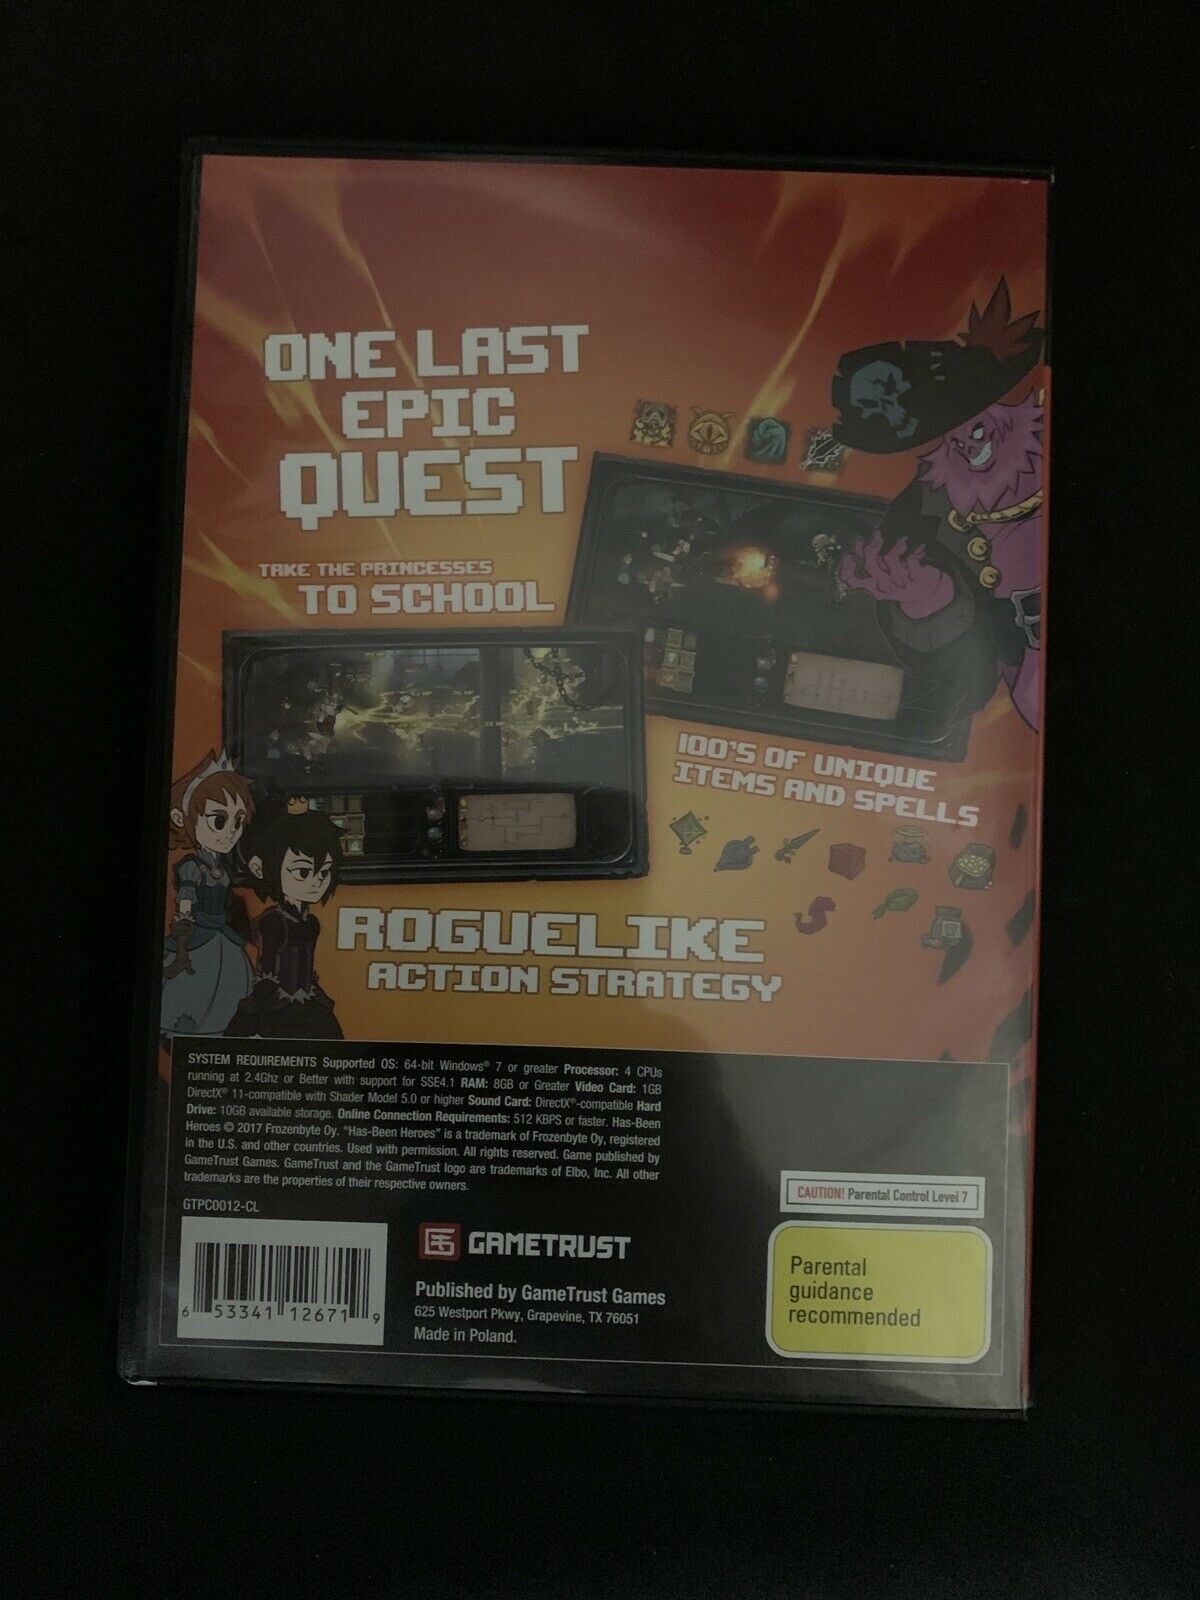 ONE LAST
EPIC
QUEST
TAKE THE PRINCESSES
TO SCHOOL
100'S OF UNIQUE
ITEMS AND SPELLS
ROGUELIKE
ACTION STRATEGY
SYSTEM REQUIREMENTS Supported OS: 64-bit Windows® 7 or greater Processor: 4 CPUs
running at 2.4Ghz or Better with support for SSE4.1 RAM: 8GB or Greater Video Card: 1GB
DirectX® 11-compatible with Shader Model 5.0 or higher Sound Card: DirectX®-compatible Hard
Drive: 10GB available storage. Online Connection Requirements: 512 KBPS or faster. Has-Been
Heroes © 2017 Frozenbyte Oy. "Has-Been Heroes" is a trademark of Frozenbyte Oy, registered
in the U.S. and other countries. Used with permission. All rights reserved. Game published by
GameTrust Games. GameTrust and the GameTrust logo are trademarks of Elbo, Inc. All other
trademarks are the properties of their respective owners.
GTPC0012-CL
6 53341 12671 9
GAMETRUST
Published by GameTrust Games
625 Westport Pkwy, Grapevine, TX 76051
Made in Poland.
CAUTION! Parental Control Level 7
Parental
guidance
recommended